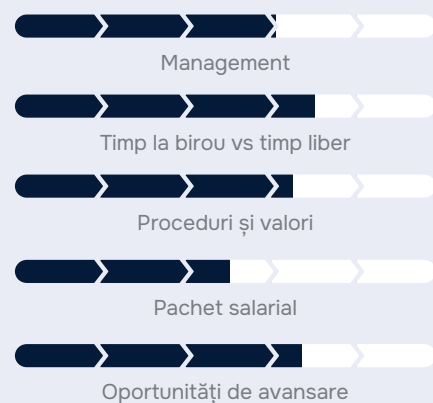 Management
Timp la birou vs timp liber
Proceduri și valori
Pachet salarial
Oportunități de avansare